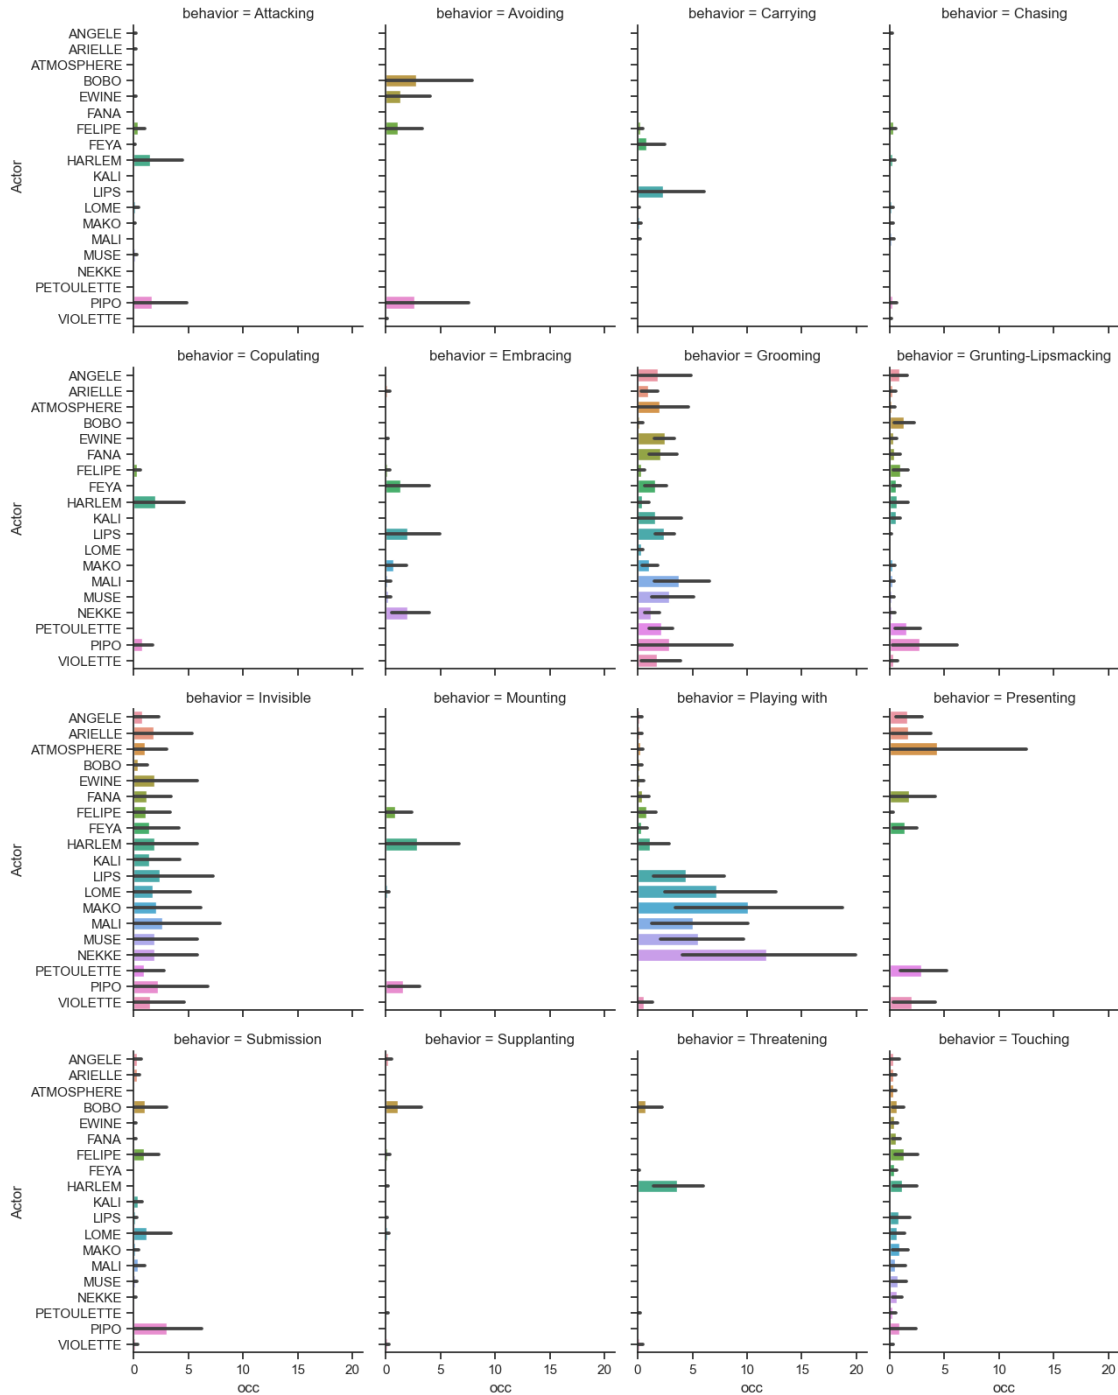 behavior = Attacking behavior = Avoiding behavior = Carrying behavior = Chasing
ANGELE
ARIELLE
ATMOSPHERE
BOBO
EWINE
FANA
FELIPE
FEYA
HARLEM
KALI
LIPS
LOME
MAKO
MALI
MUSE
NEKKE
PETOULETTE
PIPO
VIOLETTE
Actor
behavior = Copulating behavior = Embracing behavior = Grooming behavior = Grunting-Lipsmacking
ANGELE
ARIELLE
ATMOSPHERE
BOBO
EWINE
FANA
FELIPE
FEYA
HARLEM
KALI
LIPS
LOME
MAKO
MALI
MUSE
NEKKE
PETOULETTE
PIPO
VIOLETTE
Actor
behavior = Invisible behavior = Mounting behavior = Playing with behavior = Presenting
ANGELE
ARIELLE
ATMOSPHERE
BOBO
EWINE
FANA
FELIPE
FEYA
HARLEM
KALI
LIPS
LOME
MAKO
MALI
MUSE
NEKKE
PETOULETTE
PIPO
VIOLETTE
Actor
behavior = Submission behavior = Supplanting behavior = Threatening behavior = Touching
ANGELE
ARIELLE
ATMOSPHERE
BOBO
EWINE
FANA
FELIPE
FEYA
HARLEM
KALI
LIPS
LOME
MAKO
MALI
MUSE
NEKKE
PETOULETTE
PIPO
VIOLETTE
Actor
0 5 10 15 20 0 5 10 15 20 0 5 10 15 20 0 5 10 15 20
occ occ occ occ